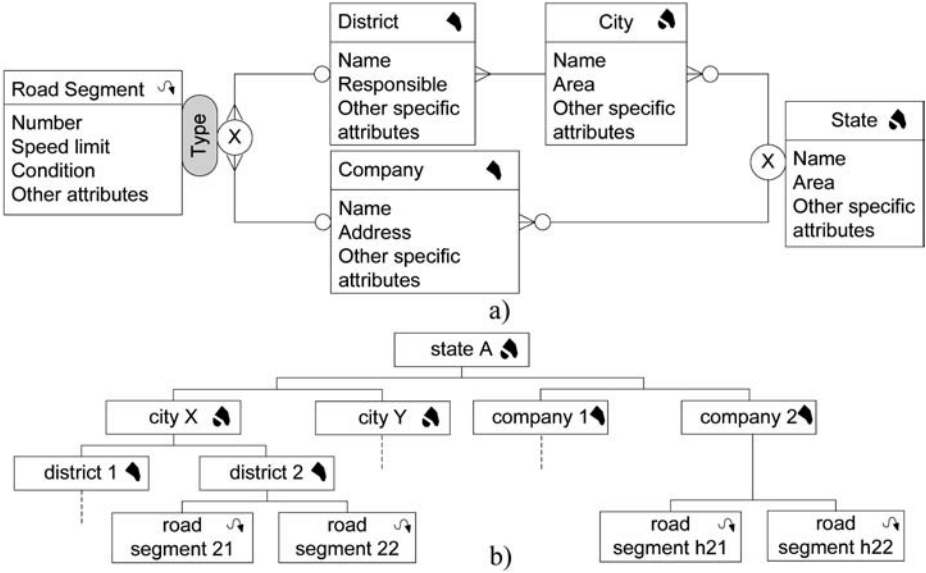 District
Name
Responsible
Other specific
attributes
City
Name
Area
Other specific
attributes
Road Segment
Number
Speed limit
Condition
Other attributes
Type
X
Company
Name
Address
Other specific
attributes
X
State
Name
Area
Other specific
attributes
a)
state A
city X
city Y
company 1
company 2
district 1
district 2
road
segment 21
road
segment 22
road
segment h21
road
segment h22
b)